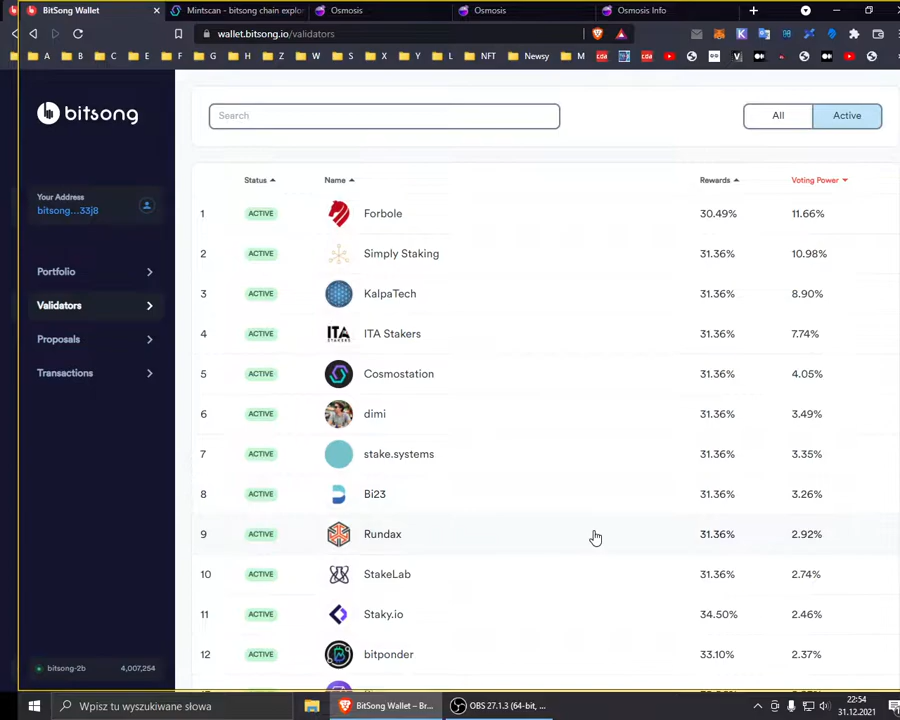 BitSong Wallet
Mintscan - bitsong chain explor
Osmosis
Osmosis
Osmosis Info
wallet.bitsong.io/validators
A B C E F G H Z W S X Y L NFT Newsy M
bitsong
Search
All
Active
Your Address
bitsong...33j8
Portfolio
Validators
Proposals
Transactions
Status Name Rewards Voting Power
1 ACTIVE Forbole 30.49% 11.66%
2 ACTIVE Simply Staking 31.36% 10.98%
3 ACTIVE KalpaTech 31.36% 8.90%
4 ACTIVE ITA STAKERS ITA Stakers 31.36% 7.74%
5 ACTIVE Cosmostation 31.36% 4.05%
6 ACTIVE dimi 31.36% 3.49%
7 ACTIVE stake.systems 31.36% 3.35%
8 ACTIVE Bi23 31.36% 3.26%
9 ACTIVE Rundax 31.36% 2.92%
10 ACTIVE StakeLab 31.36% 2.74%
11 ACTIVE Staky.io 34.50% 2.46%
12 ACTIVE bitponder 33.10% 2.37%
bitsong-2b 4,007,254
Wpisz tu wyszukiwane słowa
BitSong Wallet – Br...
OBS 27.1.3 (64-bit, ...
22:54
31.12.2021